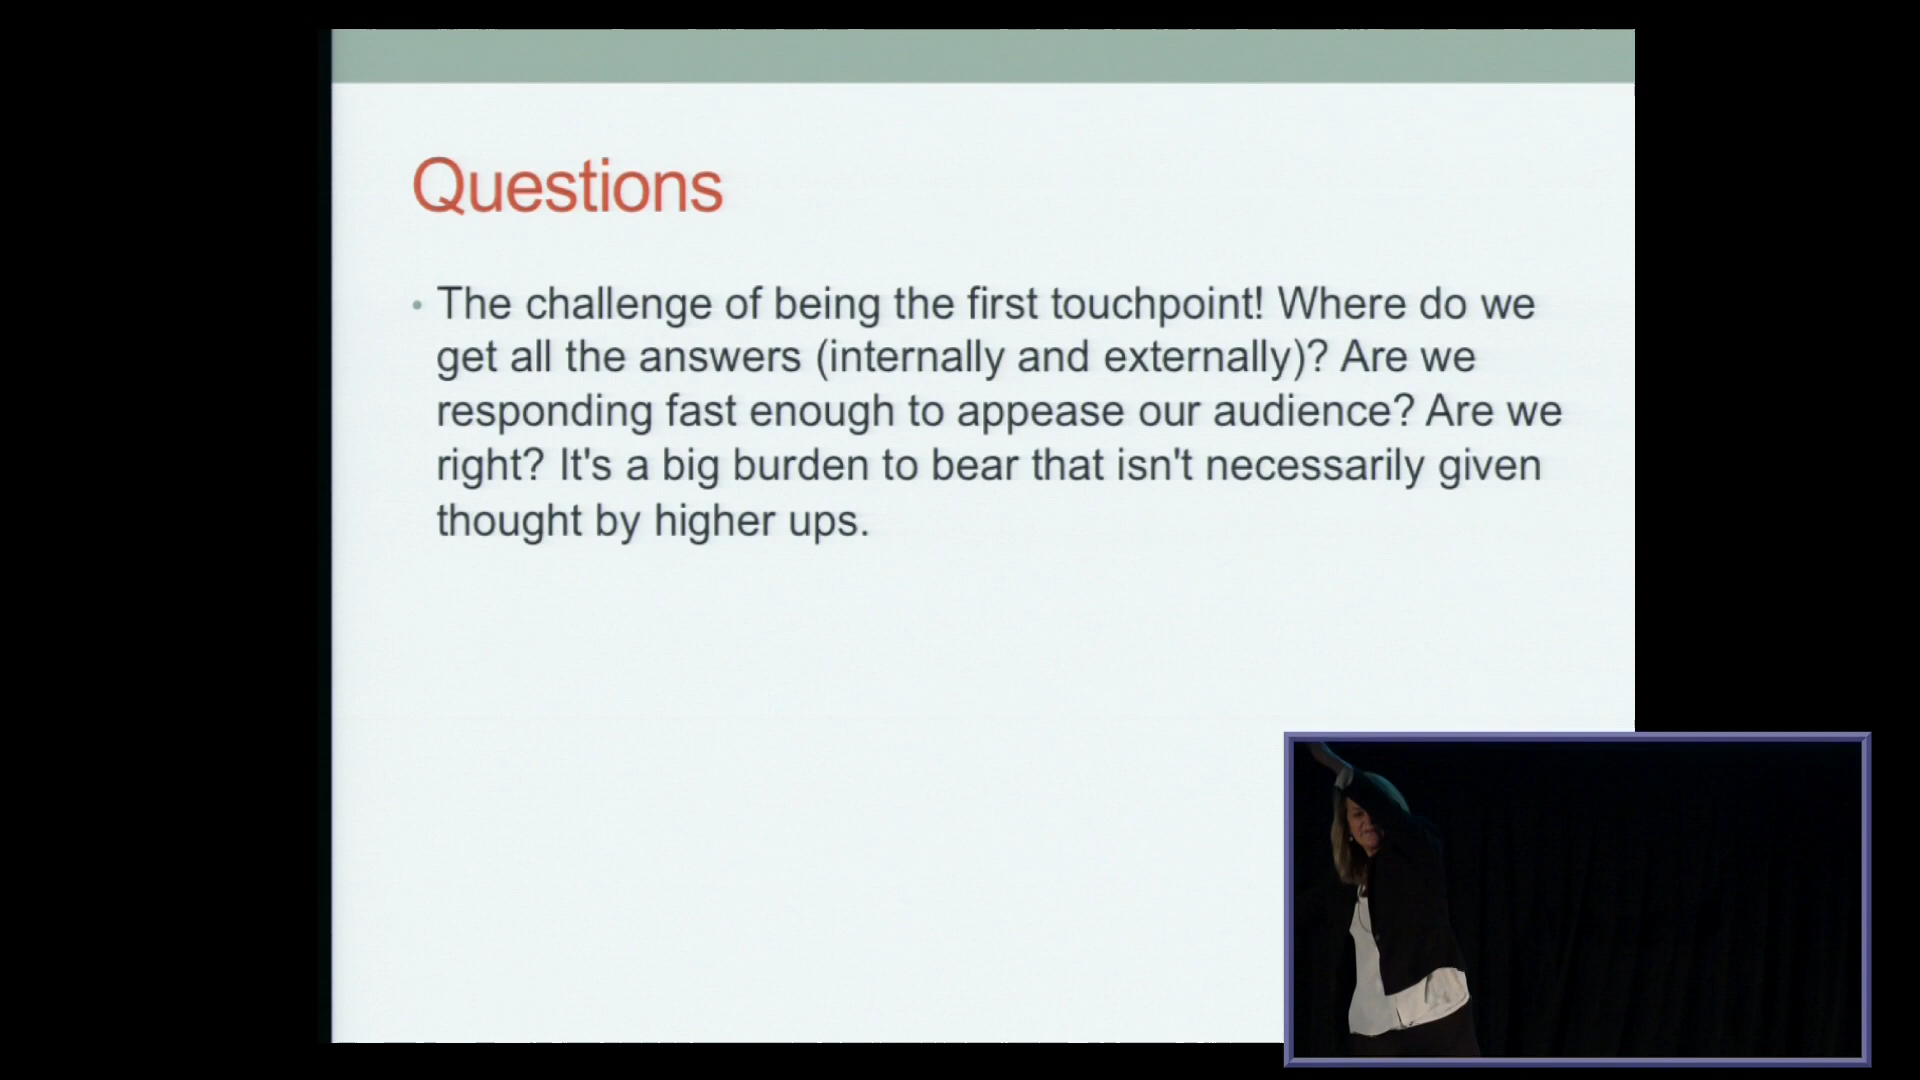 Questions
• The challenge of being the first touchpoint! Where do we
get all the answers (internally and externally)? Are we
responding fast enough to appease our audience? Are we
right? It's a big burden to bear that isn't necessarily given
thought by higher ups.